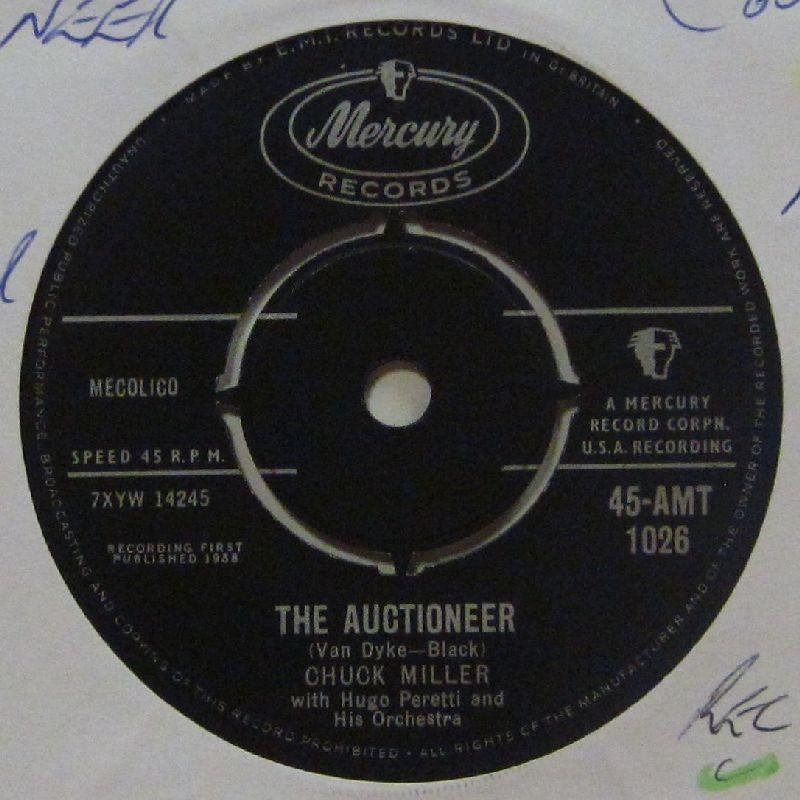 MADE BY E.M.I. RECORDS LTD IN GT BRITAIN
Mercury
RECORDS
MECOLICO
SPEED 45 R.P.M.
7XYW 14245
RECORDING FIRST
PUBLISHED 1958
A MERCURY
RECORD CORPN.
U.S.A. RECORDING
45-AMT
1026
THE AUCTIONEER
(Van Dyke—Black)
CHUCK MILLER
with Hugo Peretti and
His Orchestra
UNAUTHORIZED PUBLIC PERFORMANCE, BROADCASTING AND COPYING OF THIS RECORD PROHIBITED • ALL RIGHTS OF THE MANUFACTURER AND OF THE OWNER OF THE RECORDED WORK ARE RESERVED